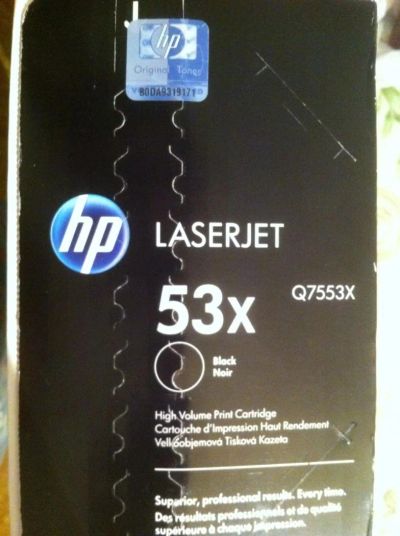 hp
Original Toner
B0DA9319171
hp
LASERJET
53X
Q7553X
Black
Noir
High Volume Print Cartridge
Cartouche d'Impression Haut Rendement
Velkoobjemová Tisková Kazeta
Superior, professional results. Every time.
Des résultats professionnels et de qualité
supérieure à chaque impression.